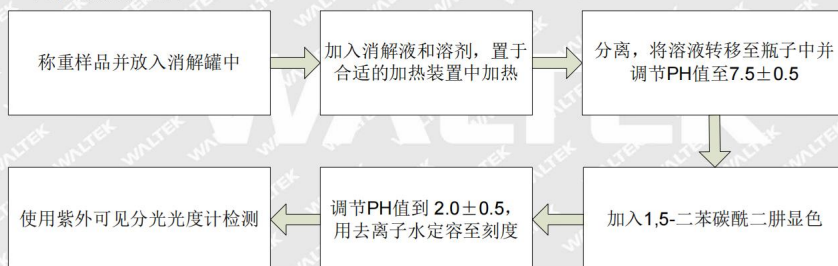 称重样品并放入消解罐中
加入消解液和溶剂，置于
合适的加热装置中加热
分离，将溶液转移至瓶子中并
调节PH值至7.5±0.5
加入1,5-二苯碳酰二肼显色
调节PH值到 2.0±0.5，
用去离子水定容至刻度
使用紫外可见分光光度计检测
WALTEK